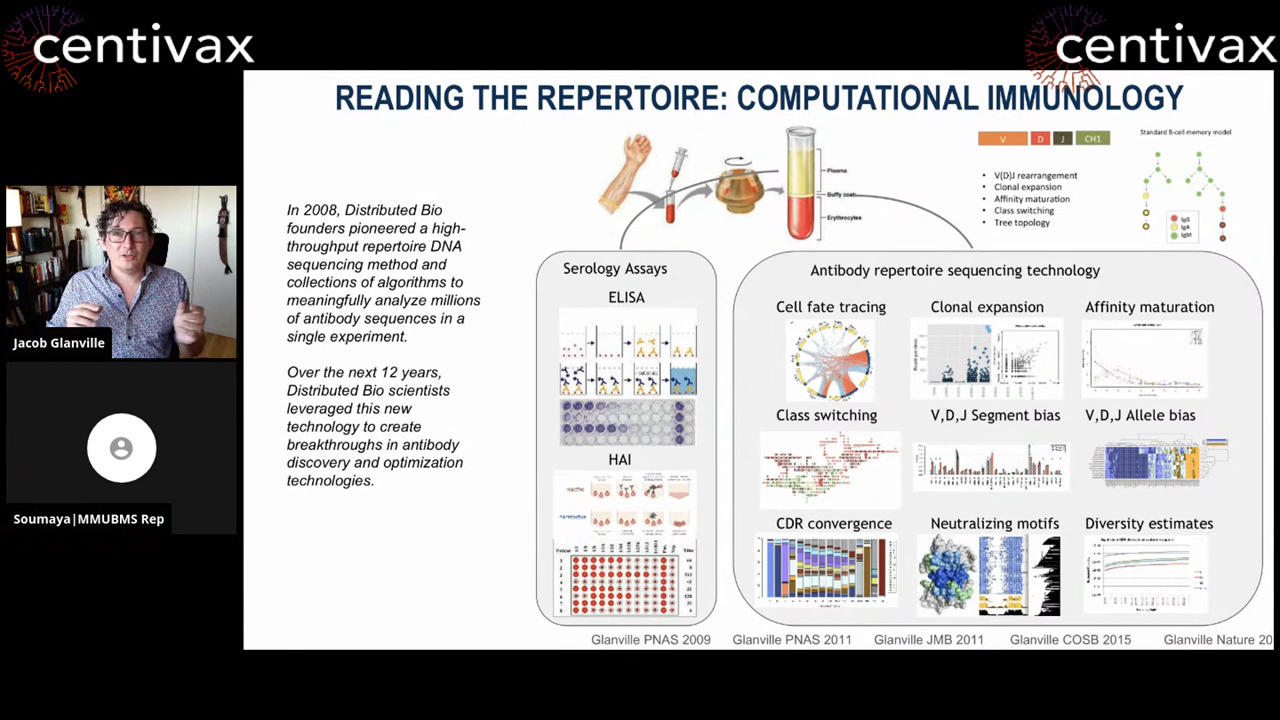 centivax
centivax
READING THE REPERTOIRE: COMPUTATIONAL IMMUNOLOGY
In 2008, Distributed Bio
founders pioneered a high-
throughput repertoire DNA
sequencing method and
collections of algorithms to
meaningfully analyze millions
of antibody sequences in a
single experiment.
Over the next 12 years,
Distributed Bio scientists
leveraged this new
technology to create
breakthroughs in antibody
discovery and optimization
technologies.
Plasma
Buffy coat
Erythrocytes
V D J CH1
• V(D)J rearrangement
• Clonal expansion
• Affinity maturation
• Class switching
• Tree topology
Standard B-cell memory model
IgG
IgA
IgM
Serology Assays
ELISA
HAI
Antibody repertoire sequencing technology
Cell fate tracing
Clonal expansion
Affinity maturation
Class switching
V,D,J Segment bias
V,D,J Allele bias
CDR convergence
Neutralizing motifs
Diversity estimates
Glanville PNAS 2009
Glanville PNAS 2011
Glanville JMB 2011
Glanville COSB 2015
Glanville Nature 20
Jacob Glanville
Soumaya|MMUBMS Rep